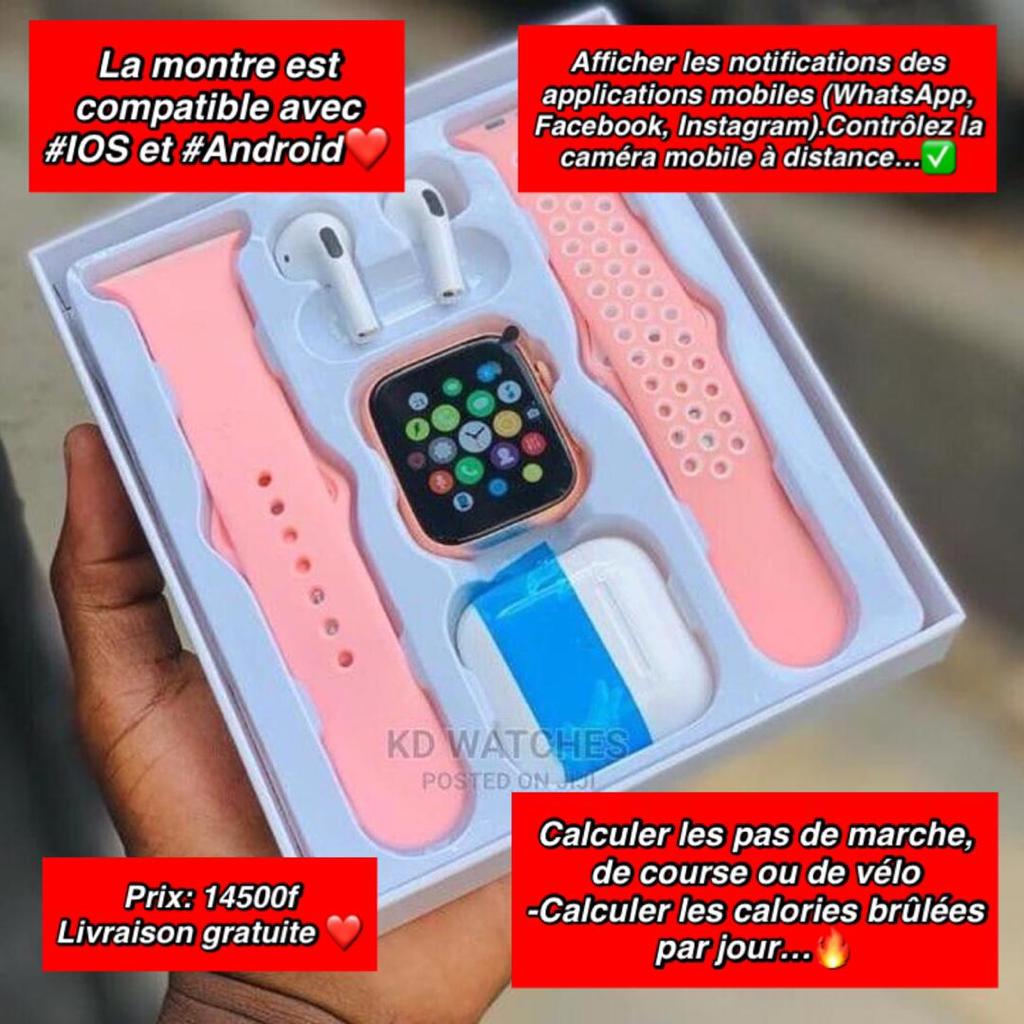 La montre est
compatible avec
#IOS et #Android❤️
Afficher les notifications des
applications mobiles (WhatsApp,
Facebook, Instagram).Contrôlez la
caméra mobile à distance...✅
KD WATCHES
POSTED ON JIJI
Prix: 14500f
Livraison gratuite ❤️
Calculer les pas de marche,
de course ou de vélo
-Calculer les calories brûlées
par jour...🔥